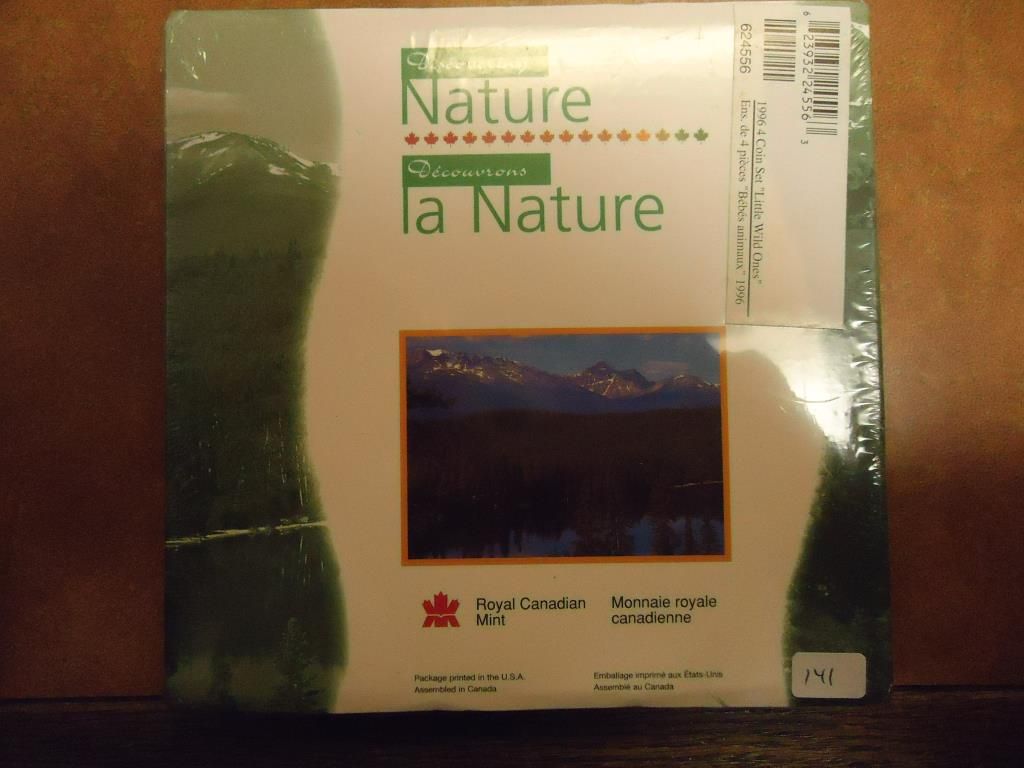 Discovering
Nature
Découvrons
la Nature
Royal Canadian
Mint
Monnaie royale
canadienne
Package printed in the U.S.A.
Assembled in Canada
Emballage imprimé aux États-Unis
Assemblé au Canada
6 23932 24556 3
624556
1996 4 Coin Set "Little Wild Ones"
Ens. de 4 pièces "Bébés animaux" 1996
141